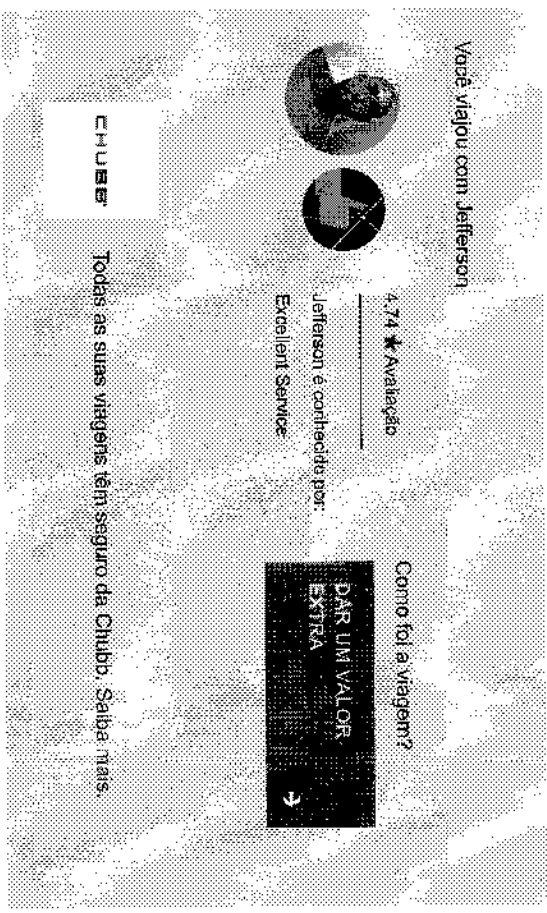 Você viajou com Jefferson
4.74 ★ Avaliação
Jefferson é conhecido por:
Excellent Service
Como foi a viagem?
DAR UM VALOR
EXTRA
CHUBB
Todas as suas viagens têm seguro da Chubb. Saiba mais.